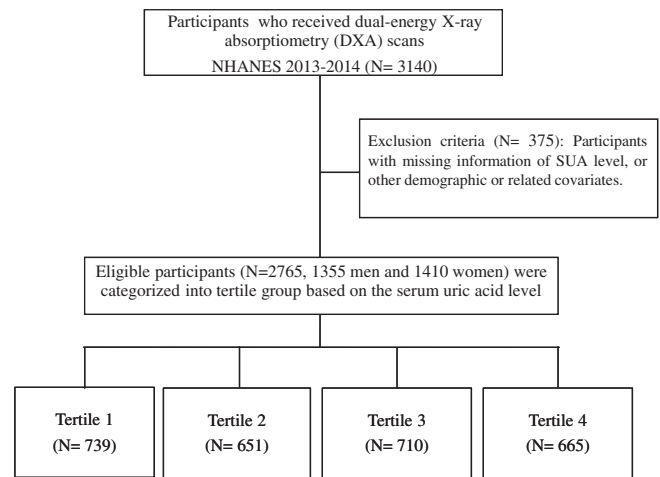 Participants who received dual-energy X-ray
absorptiometry (DXA) scans
NHANES 2013-2014 (N= 3140)
Exclusion criteria (N= 375): Participants
with missing information of SUA level, or
other demographic or related covariates.
Eligible participants (N=2765, 1355 men and 1410 women) were
categorized into tertile group based on the serum uric acid level
Tertile 1
(N= 739)
Tertile 2
(N= 651)
Tertile 3
(N= 710)
Tertile 4
(N= 665)